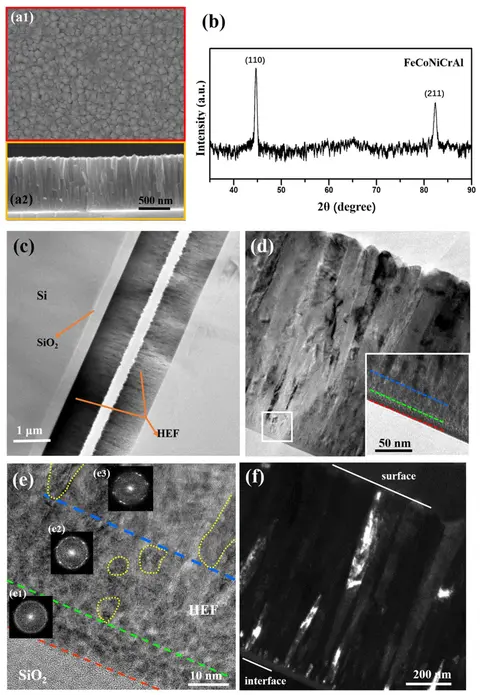 (a1)
(a2)
500 nm
(b)
FeCoNiCrAl
(110)
(211)
Intensity (a.u.)
40 50 60 70 80 90
2θ (degree)
(c)
Si
SiO2
HEF
1 μm
(d)
50 nm
(e)
(e3)
(e2)
(e1)
HEF
SiO2
10 nm
(f)
surface
interface
200 nm